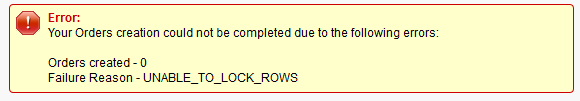 Error:
Your Orders creation could not be completed due to the following errors:
Orders created - 0
Failure Reason - UNABLE_TO_LOCK_ROWS